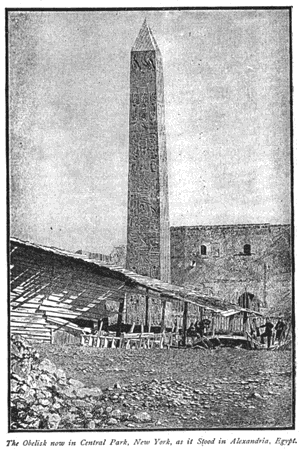 The Obelisk now in Central Park, New York, as it Stood in Alexandria, Egypt.